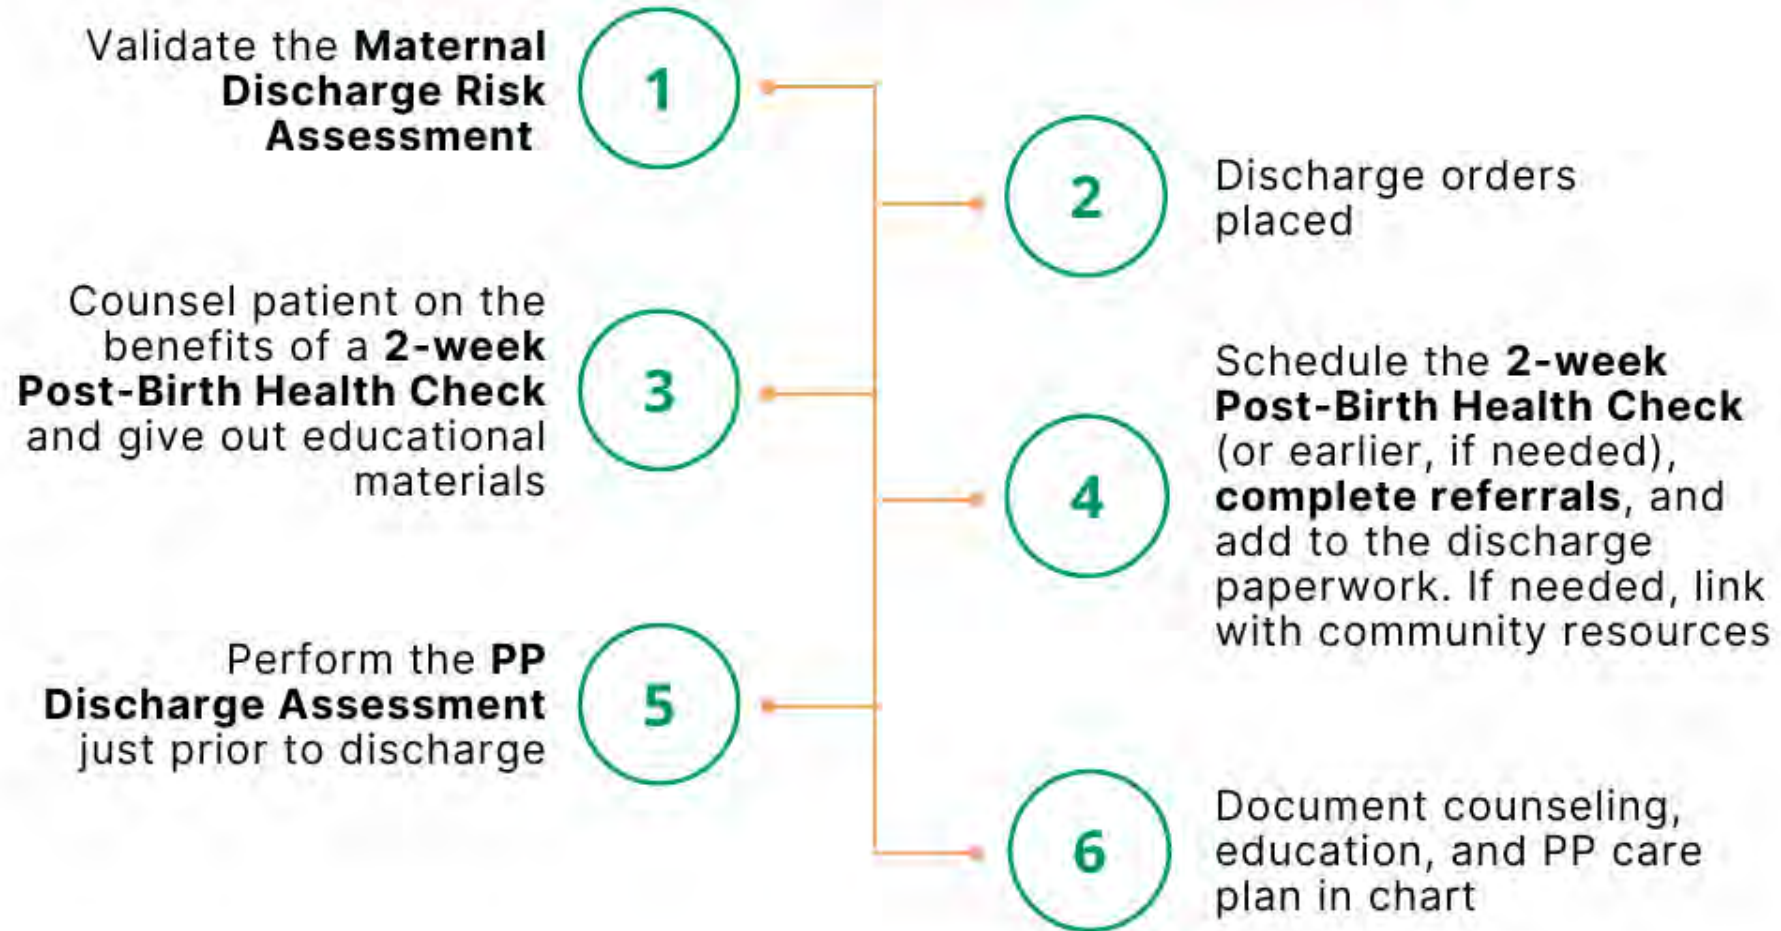 Validate the Maternal
Discharge Risk
Assessment
1
2
Discharge orders
placed
Counsel patient on the
benefits of a 2-week
Post-Birth Health Check
and give out educational
materials
3
4
Schedule the 2-week
Post-Birth Health Check
(or earlier, if needed),
complete referrals, and
add to the discharge
paperwork. If needed, link
with community resources
Perform the PP
Discharge Assessment
just prior to discharge
5
6
Document counseling,
education, and PP care
plan in chart